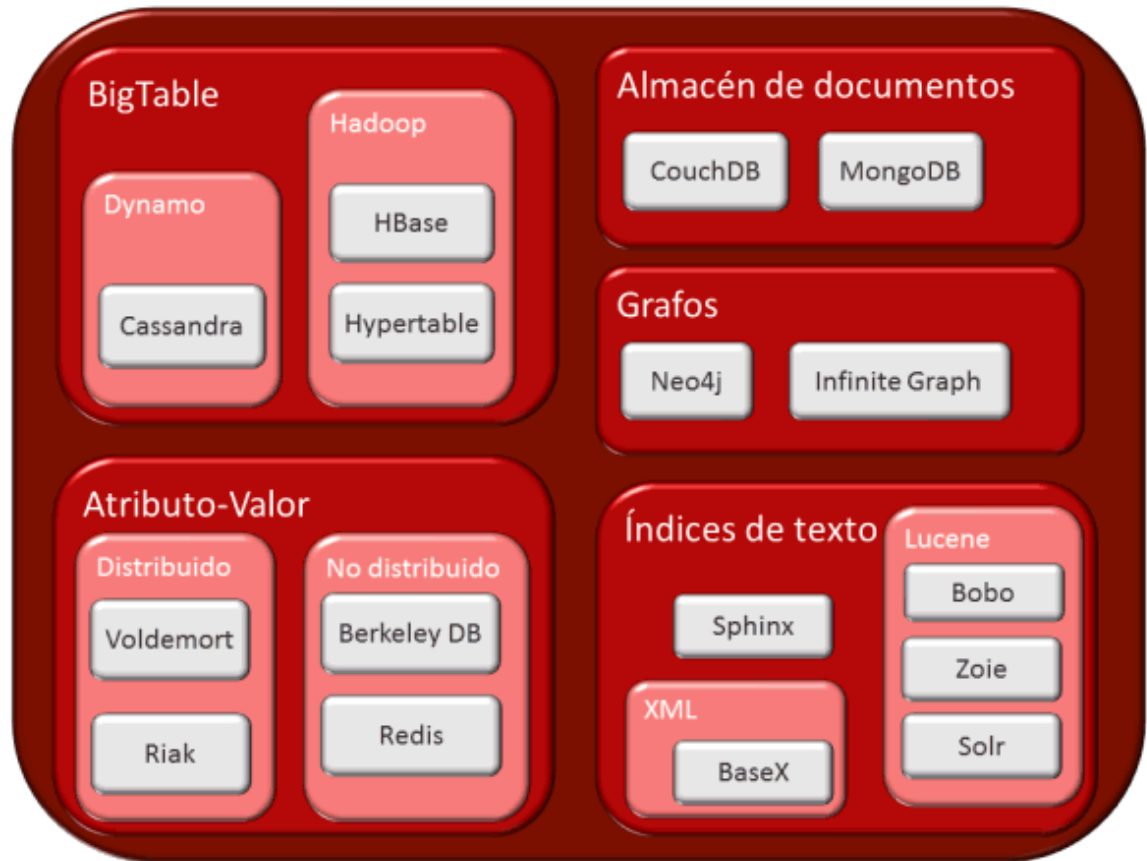 BigTable
Dynamo
Cassandra
Hadoop
HBase
Hypertable
Almacén de documentos
CouchDB
MongoDB
Grafos
Neo4j
Infinite Graph
Atributo-Valor
Distribuido
Voldemort
Riak
No distribuido
Berkeley DB
Redis
Índices de texto
Sphinx
XML
BaseX
Lucene
Bobo
Zoie
Solr